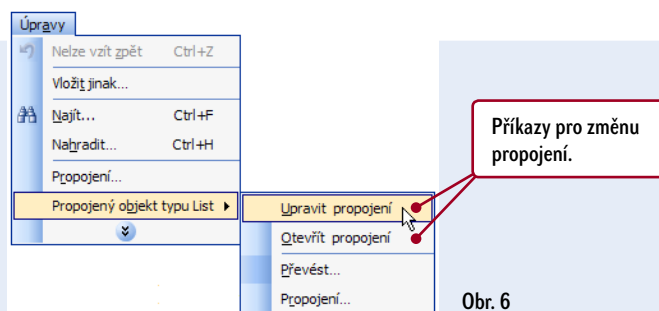 Úpravy
Nelze vzít zpět Ctrl+Z
Vložit jinak...
Najít... Ctrl+F
Nahradit... Ctrl+H
Propojení...
Propojený objekt typu List
Upravit propojení
Otevřít propojení
Převést...
Propojení...
Příkazy pro změnu
propojení.
Obr. 6